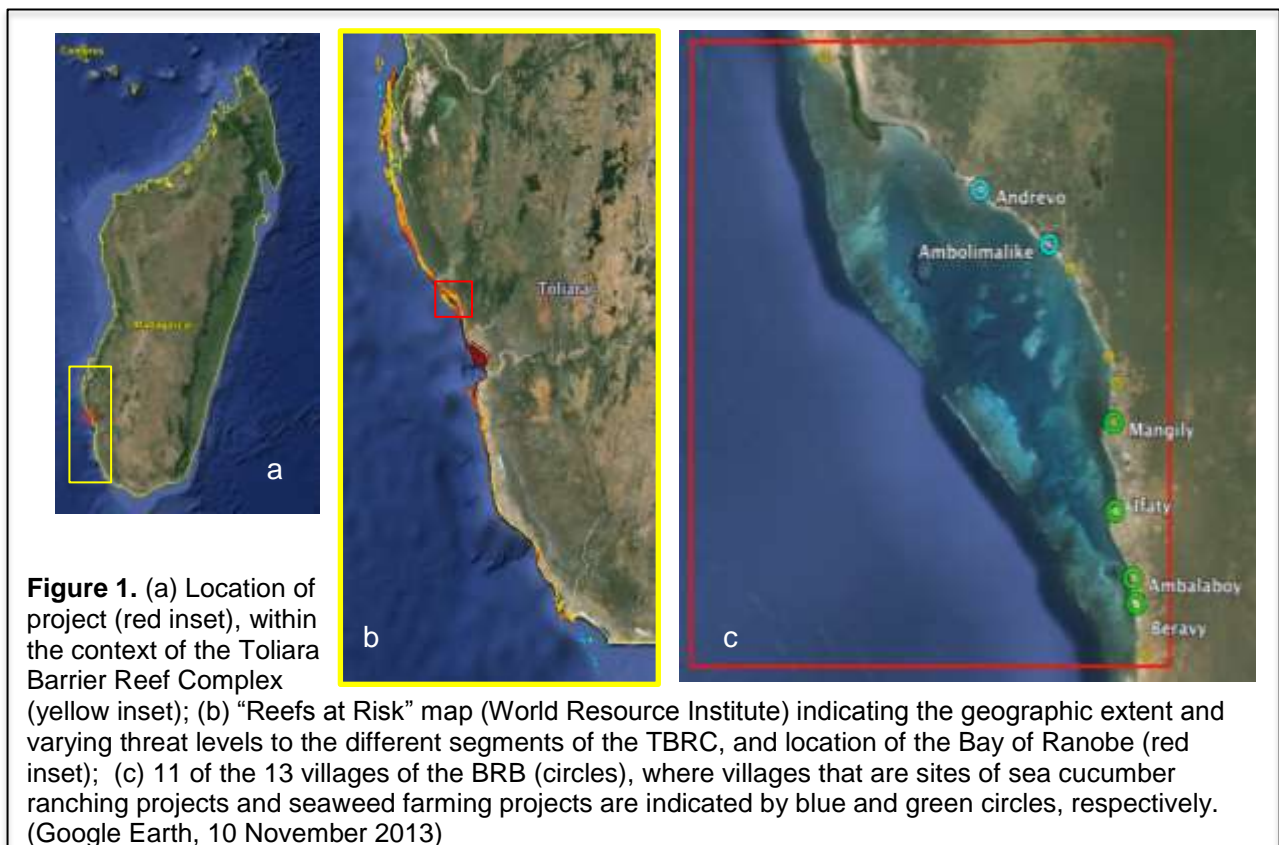 Comoros
Madagascar
a
Toliara
b
Andrevo
Ambolimalike
Mangily
Ifaty
Ambalaboy
Beravy
c
Figure 1. (a) Location of
project (red inset), within
the context of the Toliara
Barrier Reef Complex
(yellow inset); (b) “Reefs at Risk” map (World Resource Institute) indicating the geographic extent and
varying threat levels to the different segments of the TBRC, and location of the Bay of Ranobe (red
inset);  (c) 11 of the 13 villages of the BRB (circles), where villages that are sites of sea cucumber
ranching projects and seaweed farming projects are indicated by blue and green circles, respectively.
(Google Earth, 10 November 2013)